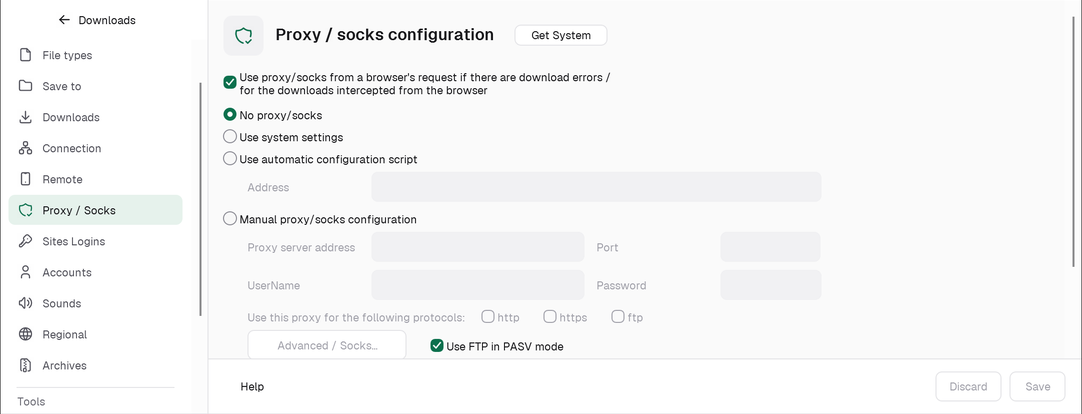 Downloads
File types
Save to
Downloads
Connection
Remote
Proxy / Socks
Sites Logins
Accounts
Sounds
Regional
Archives
Tools
Proxy / socks configuration
Get System
Use proxy/socks from a browser's request if there are download errors /
for the downloads intercepted from the browser
No proxy/socks
Use system settings
Use automatic configuration script
Address
Manual proxy/socks configuration
Proxy server address
Port
UserName
Password
Use this proxy for the following protocols: http https ftp
Advanced / Socks...
Use FTP in PASV mode
Help
Discard
Save